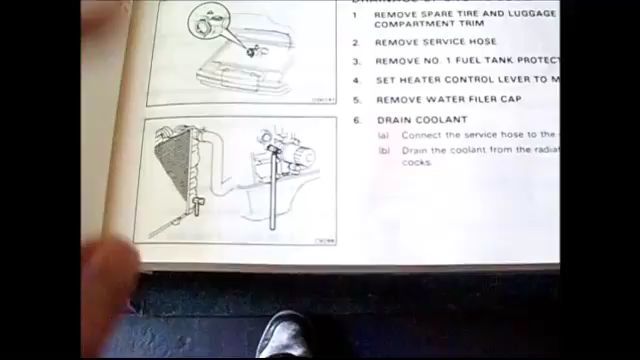 1 REMOVE SPARE TIRE AND LUGGAGE
COMPARTMENT TRIM
2. REMOVE SERVICE HOSE
3. REMOVE NO. 1 FUEL TANK PROTECT
4. SET HEATER CONTROL LEVER TO M
5. REMOVE WATER FILER CAP
6. DRAIN COOLANT
(a) Connect the service hose to the
(b) Drain the coolant from the radia
cocks.